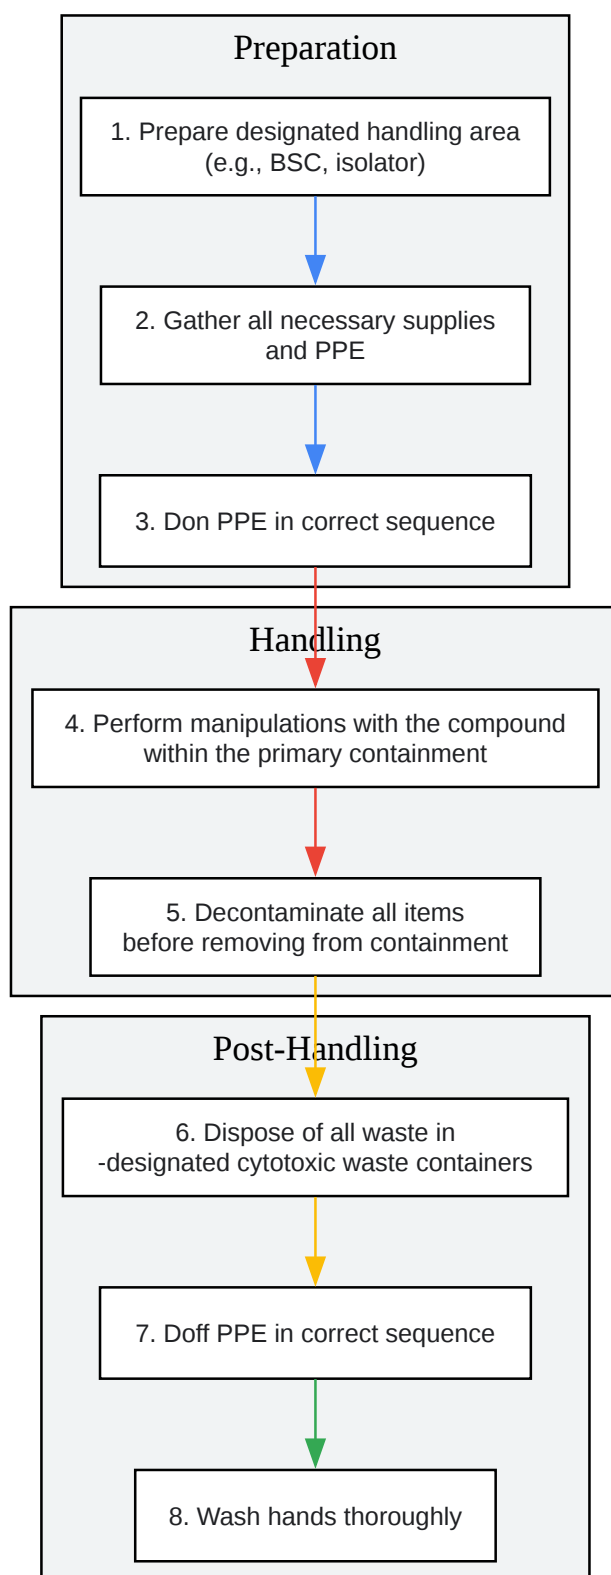 Preparation
1. Prepare designated handling area
(e.g., BSC, isolator)
2. Gather all necessary supplies
and PPE
3. Don PPE in correct sequence
Handling
4. Perform manipulations with the compound
within the primary containment
5. Decontaminate all items
before removing from containment
Post-Handling
6. Dispose of all waste in
-designated cytotoxic waste containers
7. Doff PPE in correct sequence
8. Wash hands thoroughly